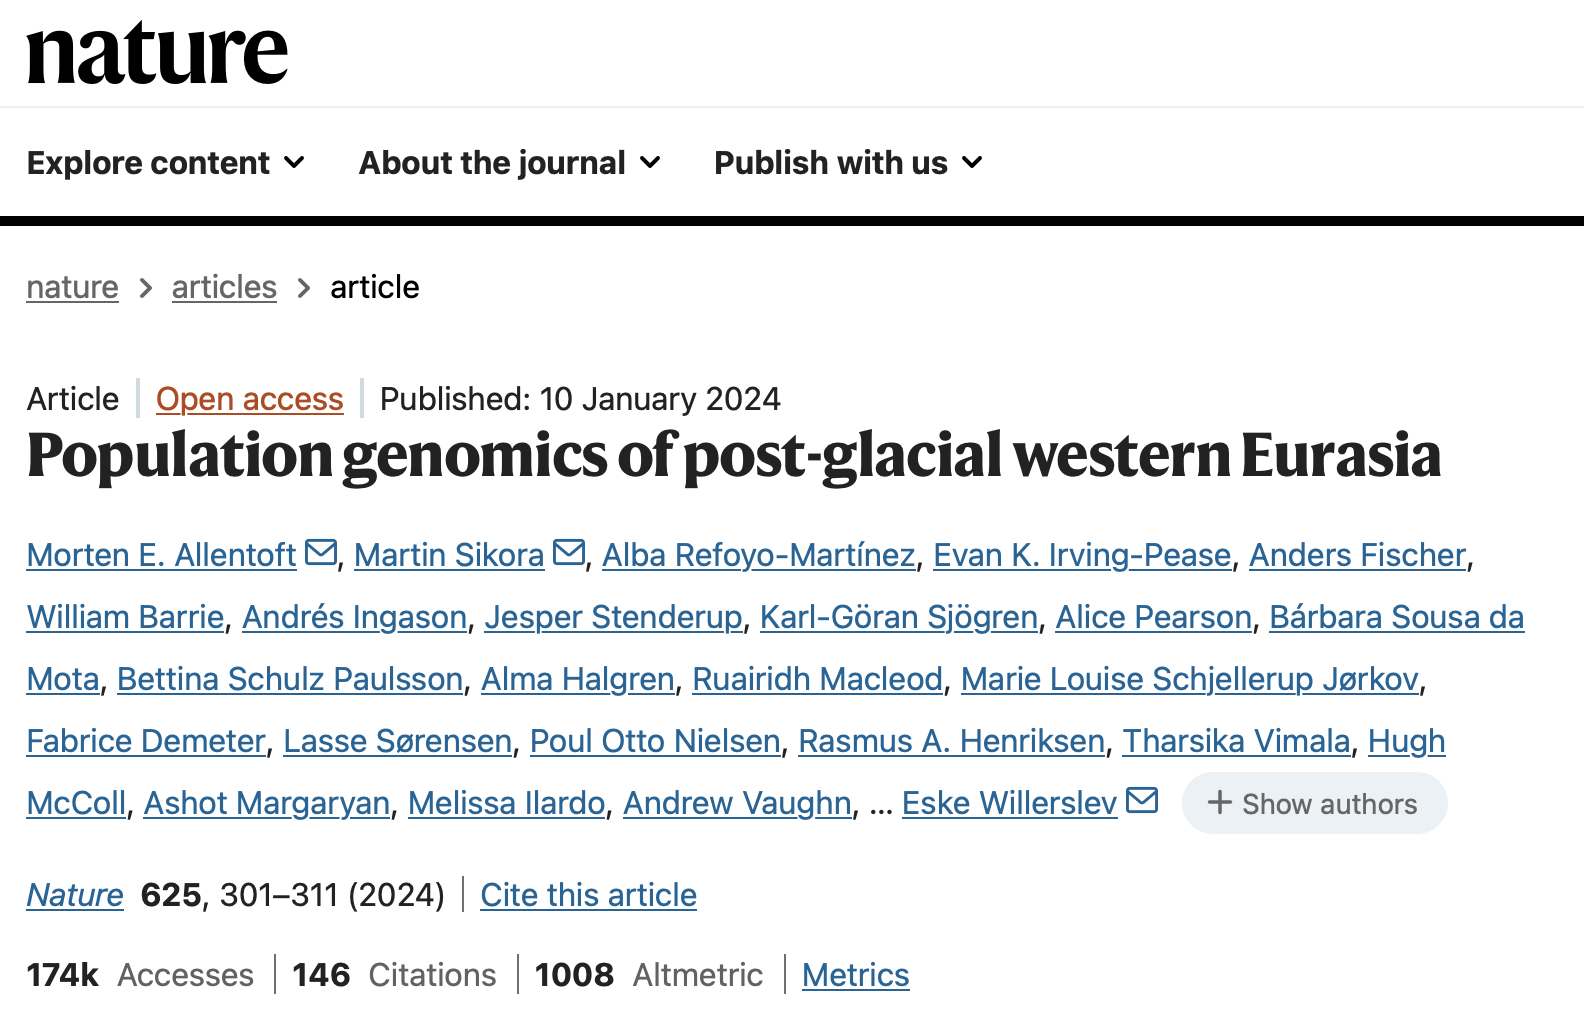 nature
Explore content About the journal Publish with us
nature > articles > article
Article | Open access | Published: 10 January 2024
Population genomics of post-glacial western Eurasia
Morten E. Allentoft, Martin Sikora, Alba Refoyo-Martínez, Evan K. Irving-Pease, Anders Fischer,
William Barrie, Andrés Ingason, Jesper Stenderup, Karl-Göran Sjögren, Alice Pearson, Bárbara Sousa da
Mota, Bettina Schulz Paulsson, Alma Halgren, Ruairidh Macleod, Marie Louise Schjellerup Jørkov,
Fabrice Demeter, Lasse Sørensen, Poul Otto Nielsen, Rasmus A. Henriksen, Tharsika Vimala, Hugh
McColl, Ashot Margaryan, Melissa Ilardo, Andrew Vaughn, ... Eske Willerslev + Show authors
Nature 625, 301–311 (2024) | Cite this article
174k Accesses | 146 Citations | 1008 Altmetric | Metrics